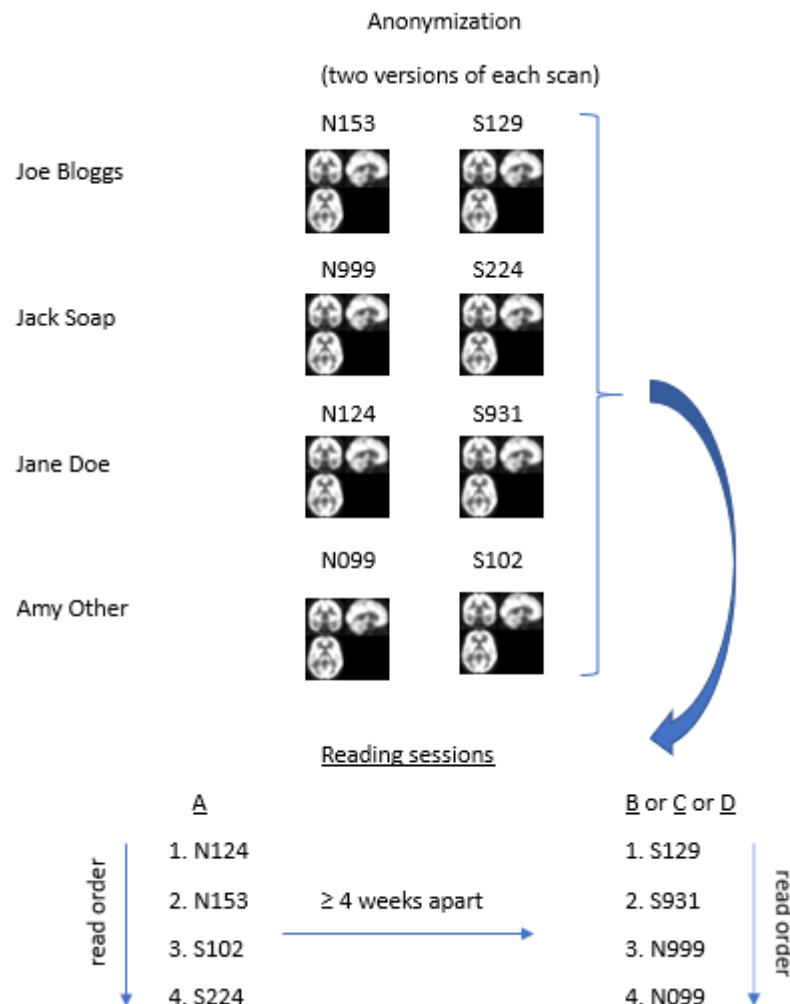 Anonymization
(two versions of each scan)
N153 S129
Joe Bloggs
N999 S224
Jack Soap
N124 S931
Jane Doe
N099 S102
Amy Other
Reading sessions
A B or C or D
read order
1. N124
2. N153
3. S102
4. S224
≥ 4 weeks apart
1. S129
2. S931
3. N999
4. N099
read order